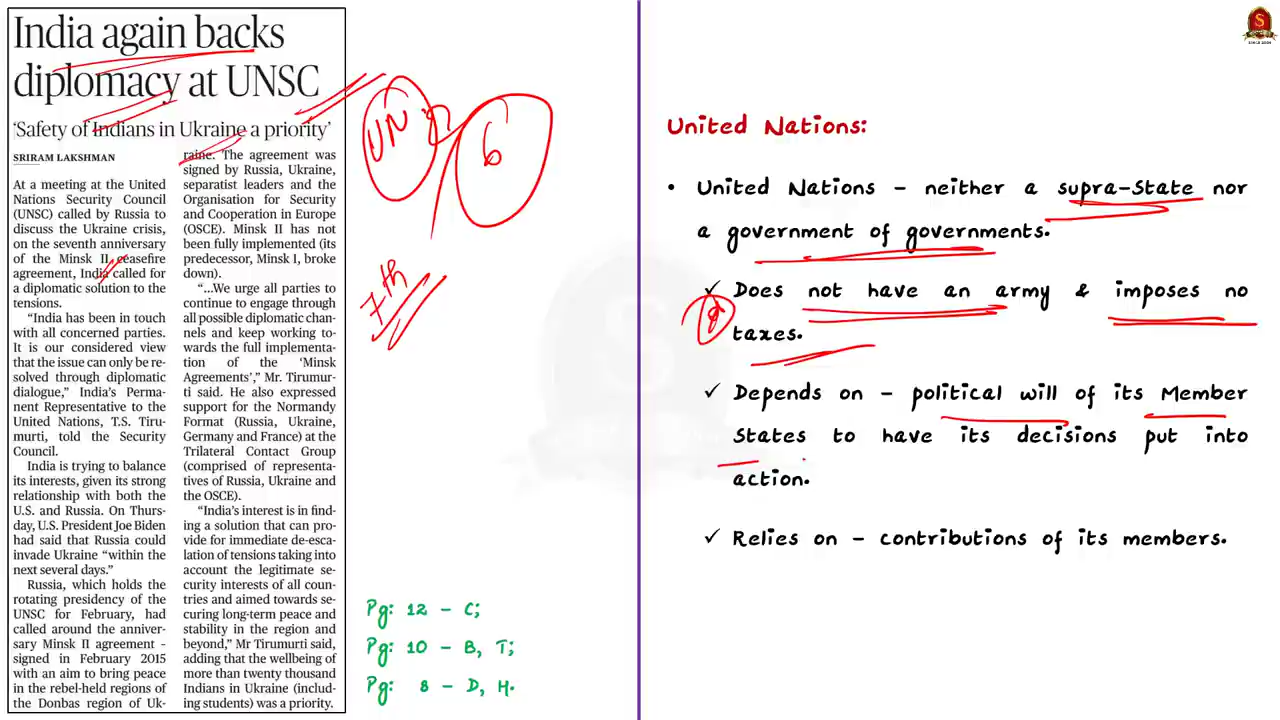 India again backs
diplomacy at UNSC
'Safety of Indians in Ukraine a priority'
SRIRAM LAKSHMAN
At a meeting at the United
Nations Security Council
(UNSC) called by Russia to
discuss the Ukraine crisis,
on the seventh anniversary
of the Minsk II ceasefire
agreement, India called for
a diplomatic solution to the
tensions.
"India has been in touch
with all concerned parties.
It is our considered view
that the issue can only be re-
solved through diplomatic
dialogue," India's Perma-
nent Representative to the
United Nations, T.S. Tiru-
murti, told the Security
Council.
India is trying to balance
its interests, given its strong
relationship with both the
U.S. and Russia. On Thurs-
day, U.S. President Joe Biden
had said that Russia could
invade Ukraine "within the
next several days."
Russia, which holds the
rotating presidency of the
UNSC for February, had
called around the anniver-
sary Minsk II agreement -
signed in February 2015
with an aim to bring peace
in the rebel-held regions of
the Donbas region of Uk-
raine. The agreement was
signed by Russia, Ukraine,
separatist leaders and the
Organisation for Security
and Cooperation in Europe
(OSCE). Minsk II has not
been fully implemented (its
predecessor, Minsk I, broke
down).
"...We urge all parties to
continue to engage through
all possible diplomatic chan-
nels and keep working to-
wards the full implementa-
tion of the 'Minsk
Agreements'," Mr. Tirumur-
ti said. He also expressed
support for the Normandy
Format (Russia, Ukraine,
Germany and France) at the
Trilateral Contact Group
(comprised of representa-
tives of Russia, Ukraine and
the OSCE).
"India's interest is in find-
ing a solution that can pro-
vide for immediate de-esca-
lation of tensions taking into
account the legitimate se-
curity interests of all coun-
tries and aimed towards se-
curing long-term peace and
stability in the region and
beyond," Mr Tirumurti said,
adding that the wellbeing of
more than twenty thousand
Indians in Ukraine (includ-
ing students) was a priority.
UN
6
7th
Pg: 12 - C;
Pg: 10 - B, T;
Pg: 8 - D, H.
United Nations:
• United Nations – neither a supra-State nor
a government of governments.
✓ Does not have an army & imposes no
taxes.
✓ Depends on – political will of its Member
States to have its decisions put into
action.
✓ Relies on – contributions of its members.